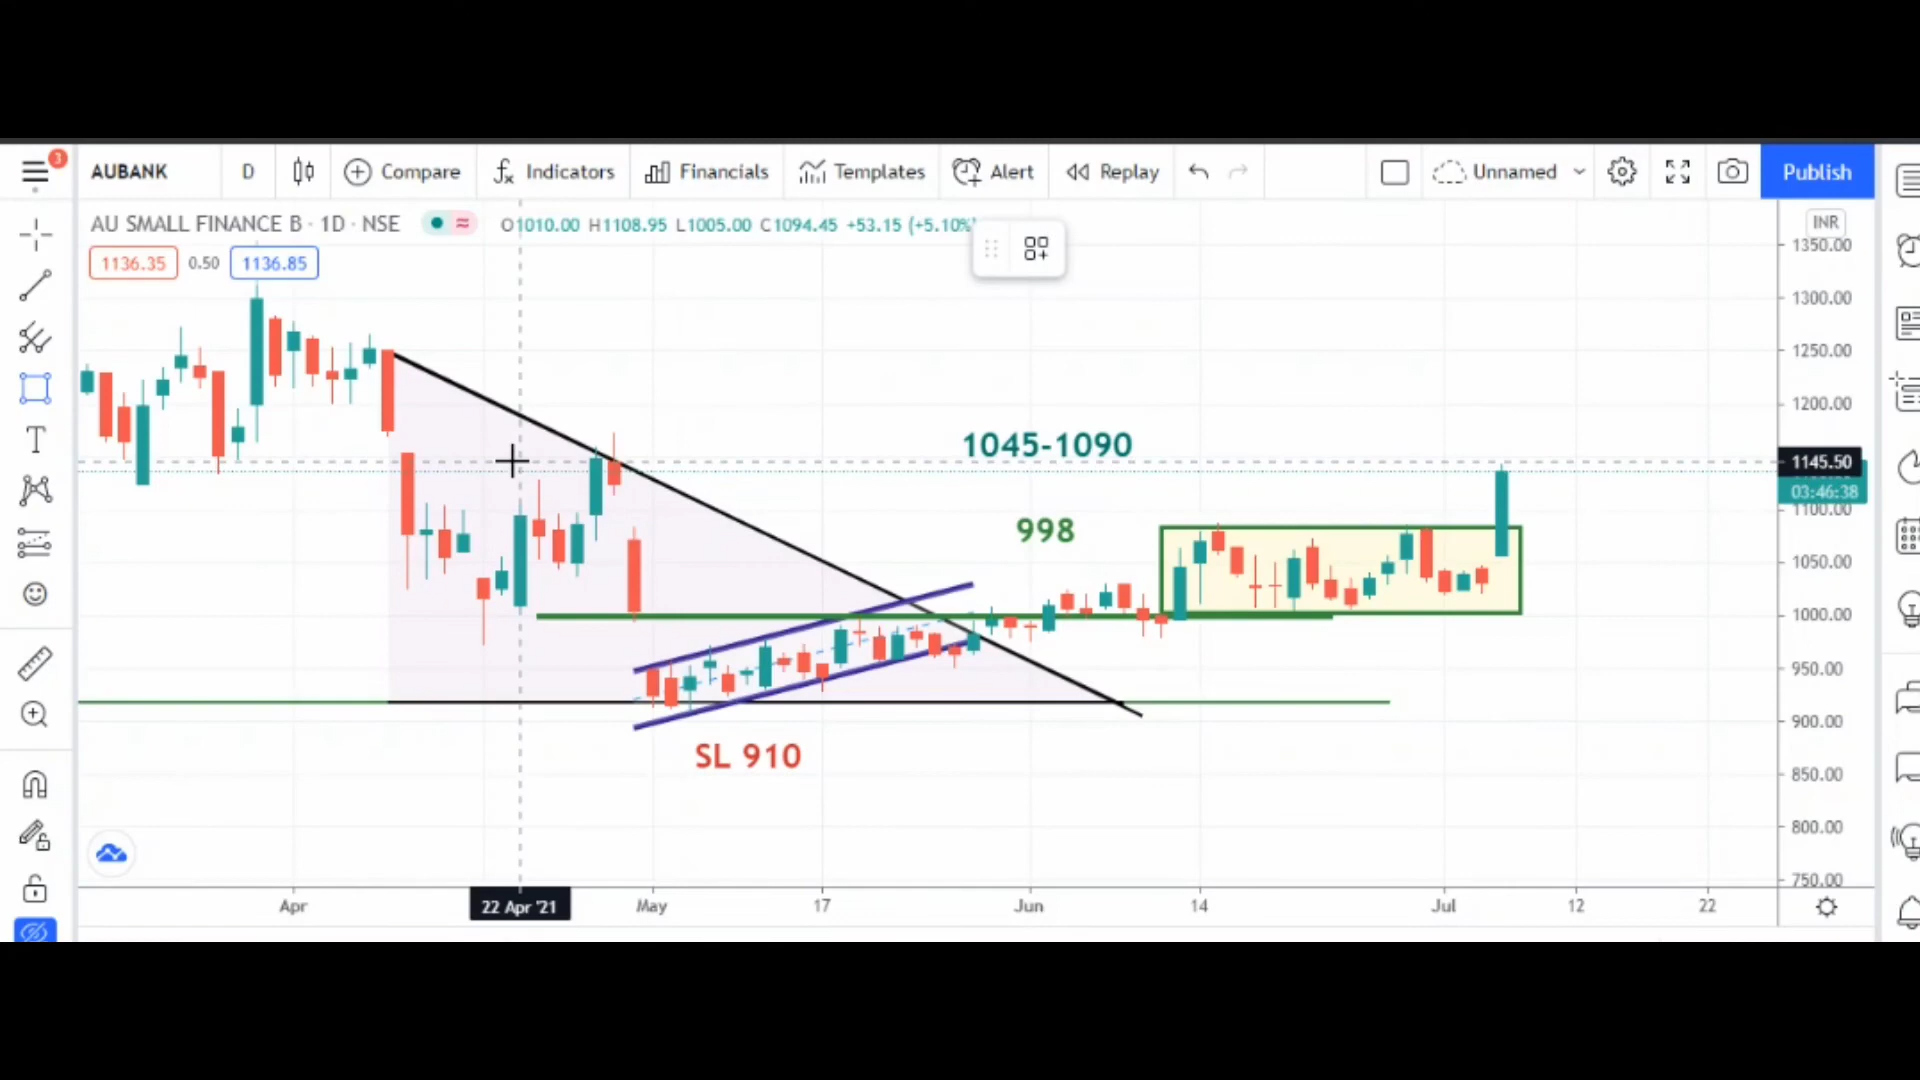 3
AUBANK D Compare Indicators Financials Templates Alert Replay Unnamed Publish
AU SMALL FINANCE B · 1D · NSE O1010.00 H1108.95 L1005.00 C1094.45 +53.15 (+5.10%)
INR
1136.35 0.50 1136.85
1350.00
1300.00
1250.00
1200.00
1045-1090
1145.50
03:46:38
1100.00
998
1050.00
1000.00
950.00
900.00
SL 910
850.00
800.00
750.00
Apr 22 Apr '21 May 17 Jun 14 Jul 12 22